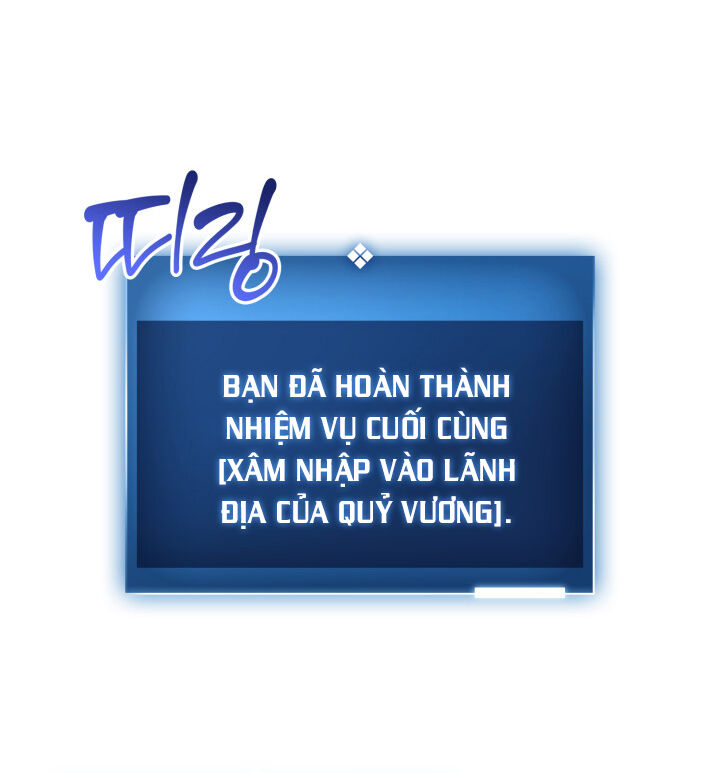 띠링
BẠN ĐÃ HOÀN THÀNH
NHIỆM VỤ CUỐI CÙNG
[XÂM NHẬP VÀO LÃNH
ĐỊA CỦA QUỶ VƯƠNG].